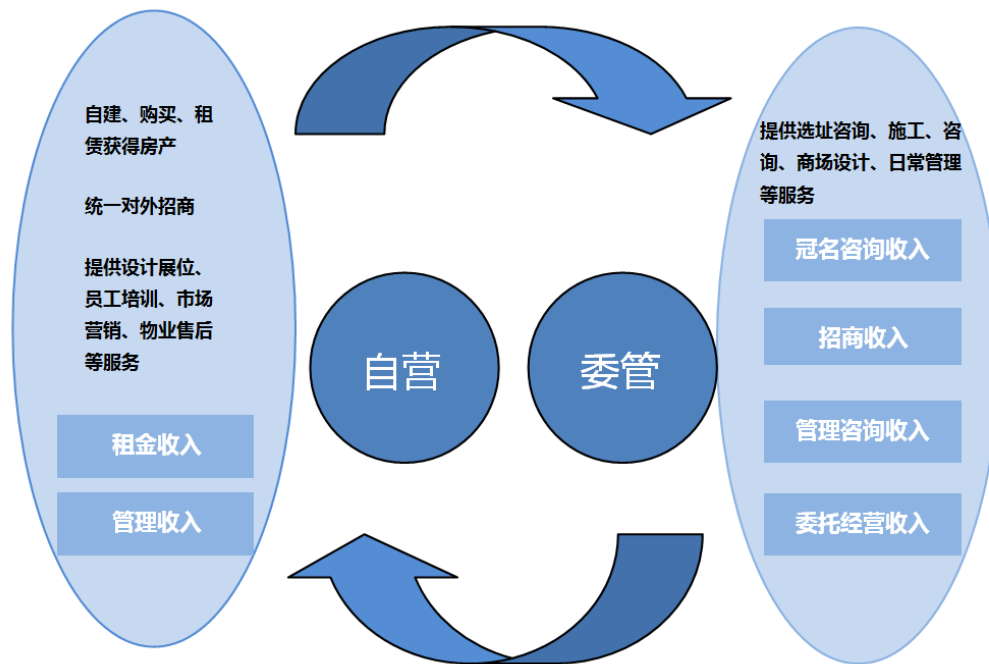 自建、购买、租
赁获得房产
统一对外招商
提供设计展位、
员工培训、市场
营销、物业售后
等服务
租金收入
管理收入
自营
委管
提供选址咨询、施工、咨
询、商场设计、日常管理
等服务
冠名咨询收入
招商收入
管理咨询收入
委托经营收入